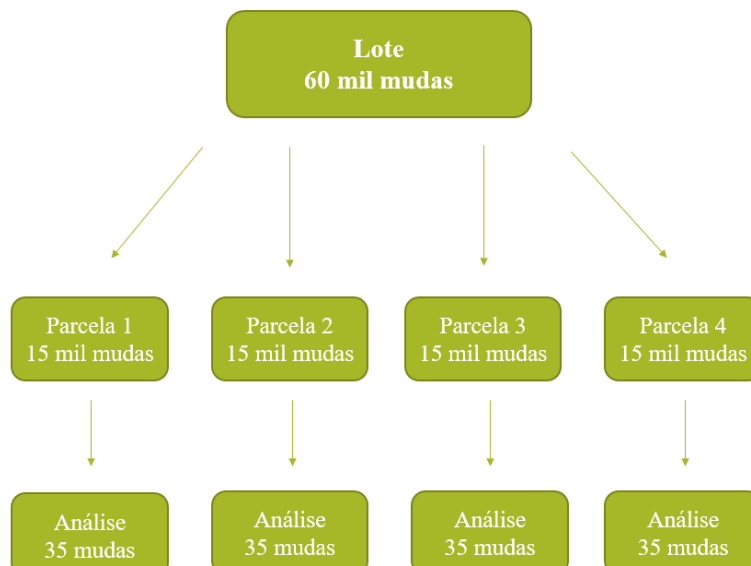 Lote
60 mil mudas
Parcela 1
15 mil mudas
Parcela 2
15 mil mudas
Parcela 3
15 mil mudas
Parcela 4
15 mil mudas
Análise
35 mudas
Análise
35 mudas
Análise
35 mudas
Análise
35 mudas